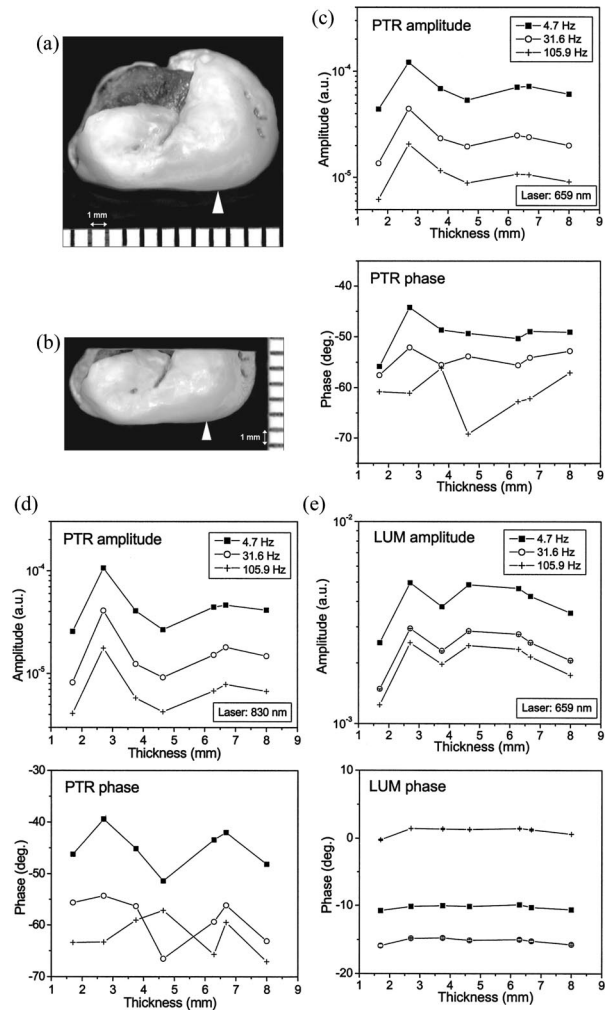 (a)
1 mm
(b)
1 mm
(c)
PTR amplitude
4.7 Hz
31.6 Hz
105.9 Hz
Amplitude (a.u.)
10⁻⁴
10⁻⁵
Laser: 659 nm
1 2 3 4 5 6 7 8 9
Thickness (mm)
PTR phase
Phase (deg.)
-40
-50
-60
-70
1 2 3 4 5 6 7 8 9
Thickness (mm)
(d)
PTR amplitude
4.7 Hz
31.6 Hz
105.9 Hz
Amplitude (a.u.)
10⁻⁴
10⁻⁵
Laser: 830 nm
1 2 3 4 5 6 7 8 9
Thickness (mm)
PTR phase
Phase (deg.)
-30
-40
-50
-60
-70
1 2 3 4 5 6 7 8 9
Thickness (mm)
(e)
LUM amplitude
4.7 Hz
31.6 Hz
105.9 Hz
Amplitude (a.u.)
10⁻²
10⁻³
Laser: 659 nm
1 2 3 4 5 6 7 8 9
Thickness (mm)
LUM phase
Phase (deg.)
10
0
-10
-20
1 2 3 4 5 6 7 8 9
Thickness (mm)